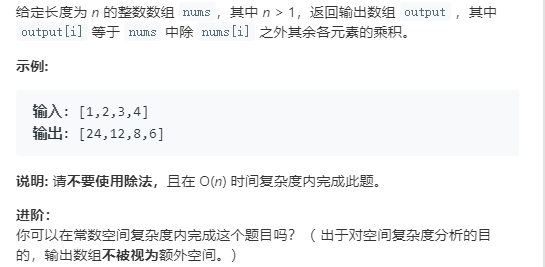 给定长度为 n 的整数数组 nums，其中 n > 1，返回输出数组 output ，其中
output[i] 等于 nums 中除 nums[i] 之外其余各元素的乘积。
示例:
输入: [1,2,3,4]
输出: [24,12,8,6]
说明: 请不要使用除法，且在 O(n) 时间复杂度内完成此题。
进阶：
你可以在常数空间复杂度内完成这个题目吗？（ 出于对空间复杂度分析的目
的，输出数组不被视为额外空间。）